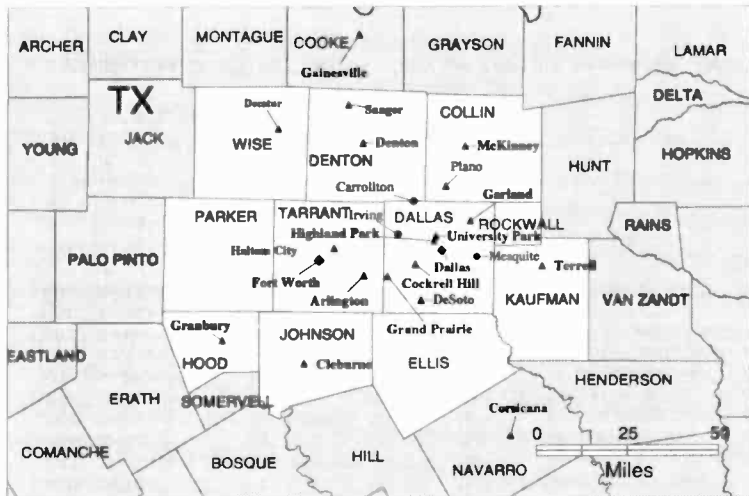 ARCHER
CLAY
MONTAGUE
COOKE
GRAYSON
FANNIN
LAMAR
Gainesville
DELTA
TX
JACK
YOUNG
Decatur
WISE
Sanger
Denton
DENTON
COLLIN
McKinney
Plano
HUNT
HOPKINS
Carrollton
Garland
PARKER
TARRANT
Irving
DALLAS
ROCKWALL
RAINS
Highland Park
University Park
PALO PINTO
Haltom City
Mesquite
Terrell
Fort Worth
Dallas
Cockrell Hill
Arlington
DeSoto
KAUFMAN
VAN ZANDT
Grand Prairie
Granbury
JOHNSON
EASTLAND
HOOD
Cleburne
ELLIS
HENDERSON
ERATH
SOMERVELL
Corsicana
COMANCHE
BOSQUE
HILL
NAVARRO
0 25 50
Miles